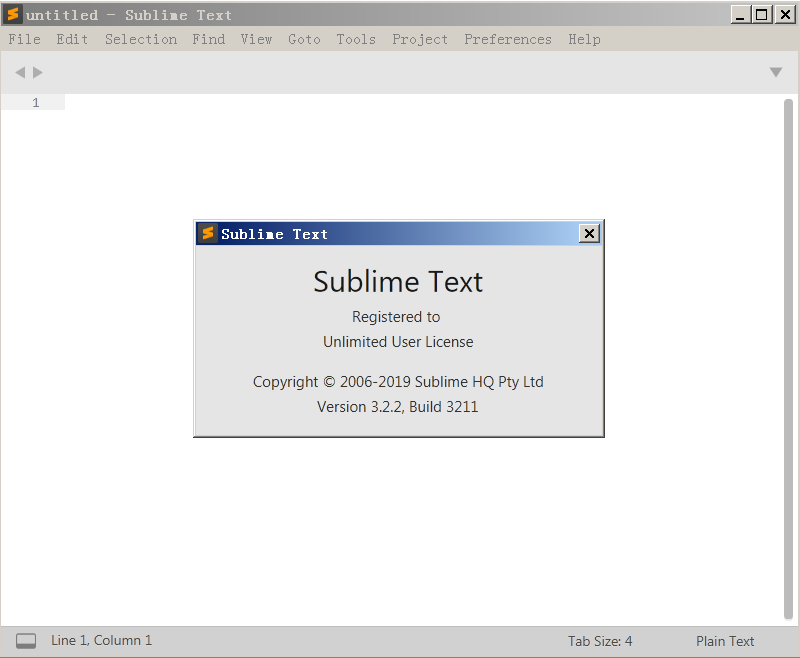 untitled - Sublime Text
File Edit Selection Find View Goto Tools Project Preferences Help
1
Sublime Text
Sublime Text
Registered to
Unlimited User License
Copyright © 2006-2019 Sublime HQ Pty Ltd
Version 3.2.2, Build 3211
Line 1, Column 1 Tab Size: 4 Plain Text